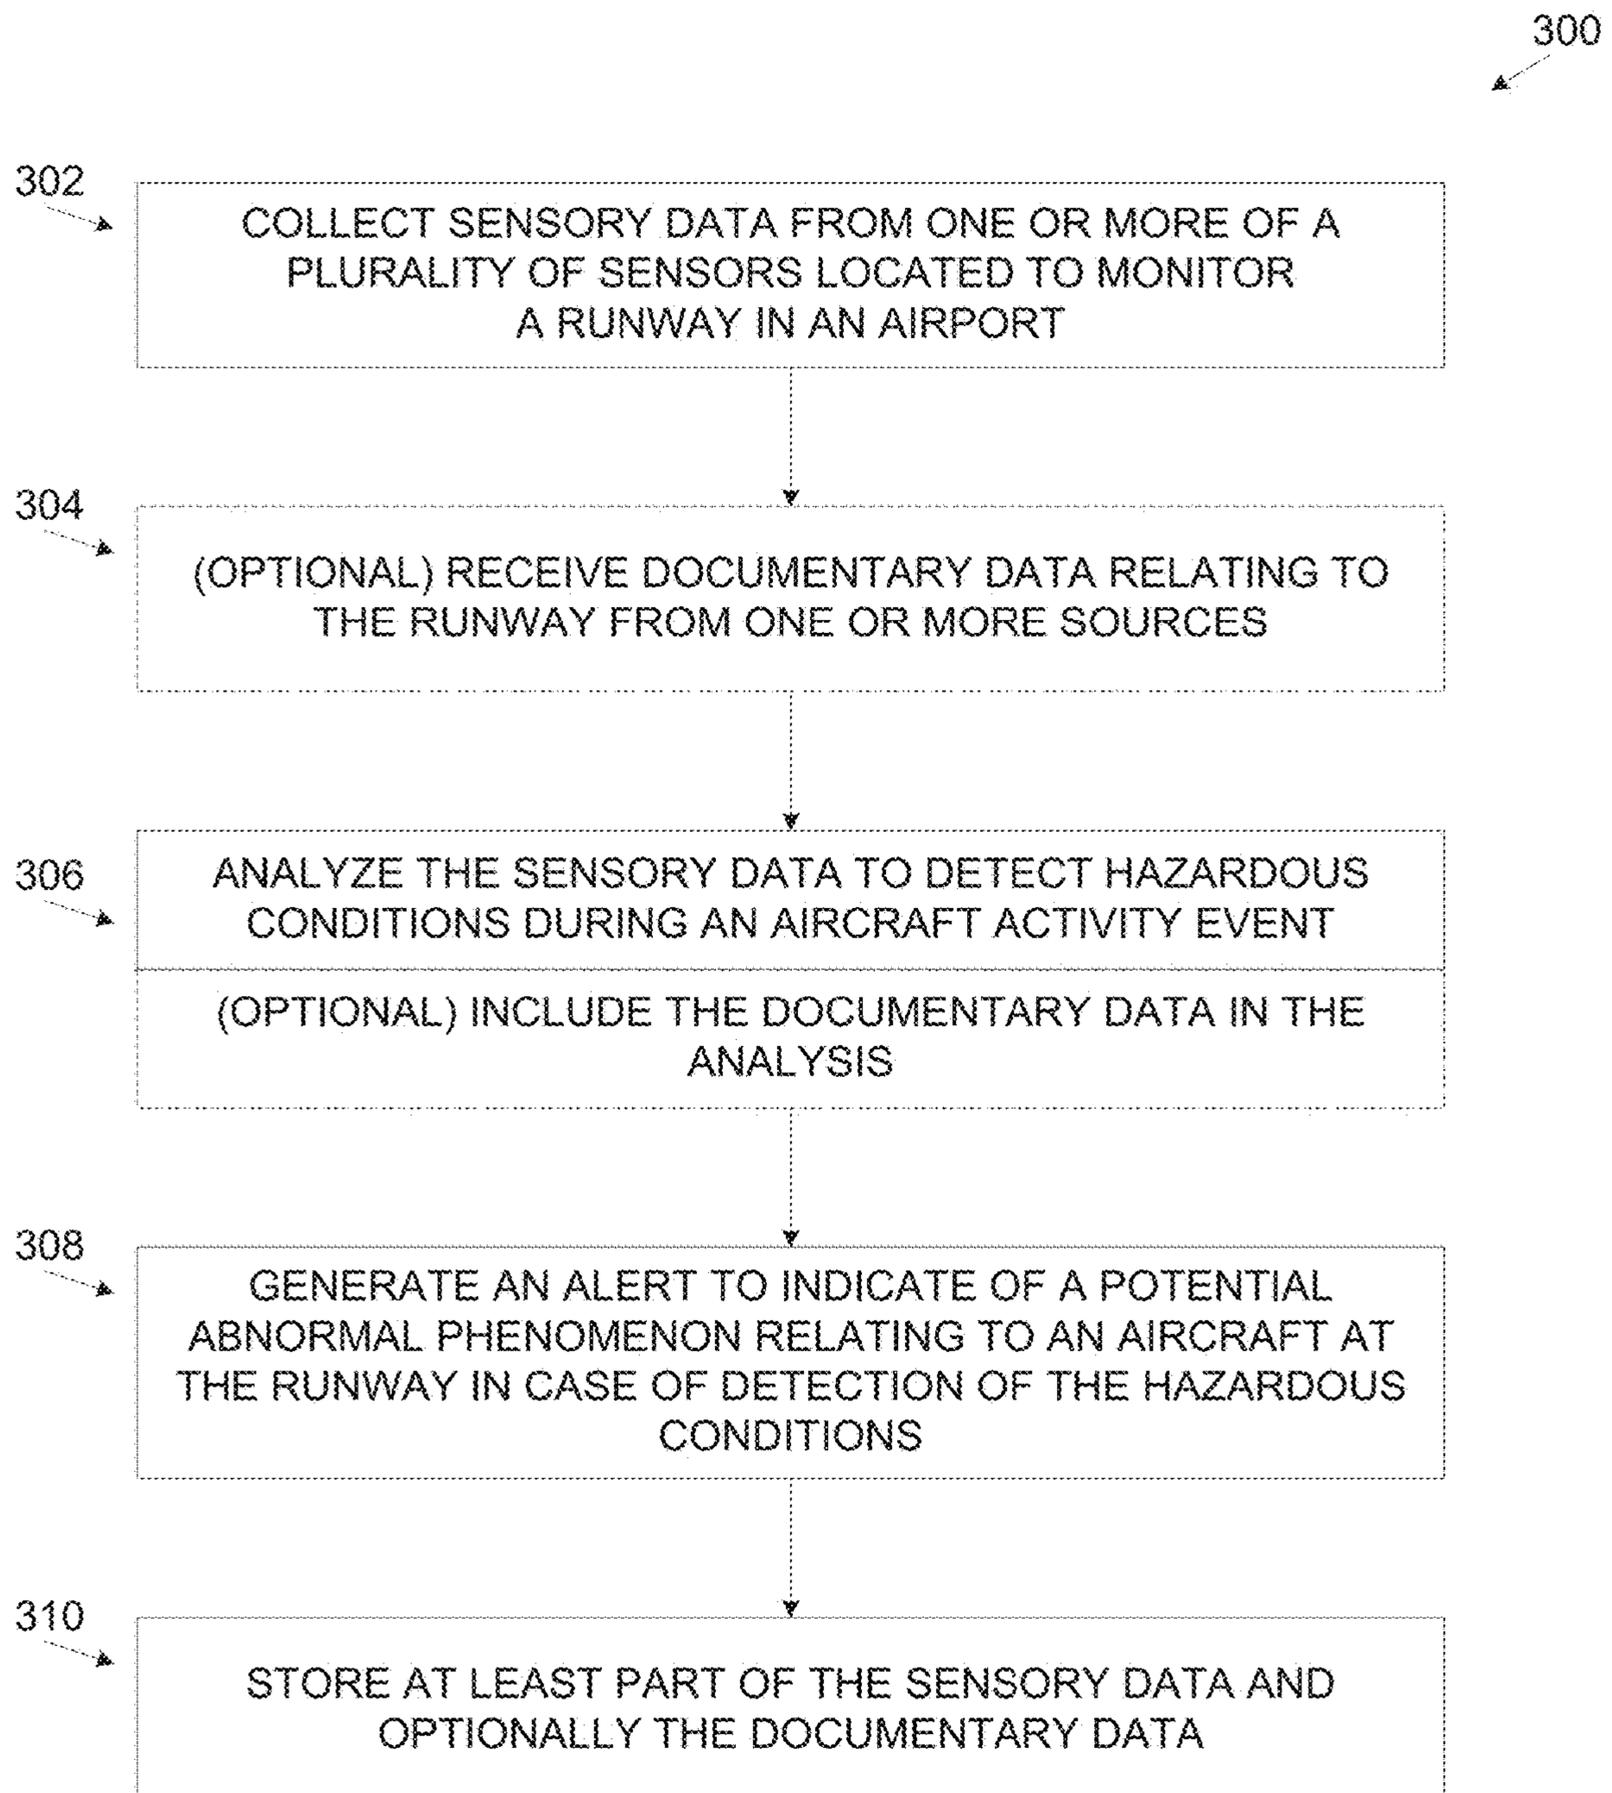 300
302
COLLECT SENSORY DATA FROM ONE OR MORE OF A
PLURALITY OF SENSORS LOCATED TO MONITOR
A RUNWAY IN AN AIRPORT
304
(OPTIONAL) RECEIVE DOCUMENTARY DATA RELATING TO
THE RUNWAY FROM ONE OR MORE SOURCES
306
ANALYZE THE SENSORY DATA TO DETECT HAZARDOUS
CONDITIONS DURING AN AIRCRAFT ACTIVITY EVENT
(OPTIONAL) INCLUDE THE DOCUMENTARY DATA IN THE
ANALYSIS
308
GENERATE AN ALERT TO INDICATE OF A POTENTIAL
ABNORMAL PHENOMENON RELATING TO AN AIRCRAFT AT
THE RUNWAY IN CASE OF DETECTION OF THE HAZARDOUS
CONDITIONS
310
STORE AT LEAST PART OF THE SENSORY DATA AND
OPTIONALLY THE DOCUMENTARY DATA